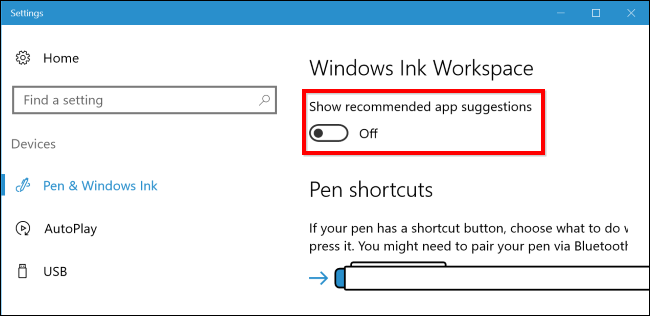 Settings
Home
Find a setting
Devices
Pen & Windows Ink
AutoPlay
USB
Windows Ink Workspace
Show recommended app suggestions
Off
Pen shortcuts
If your pen has a shortcut button, choose what to do
press it. You might need to pair your pen via Bluetooth